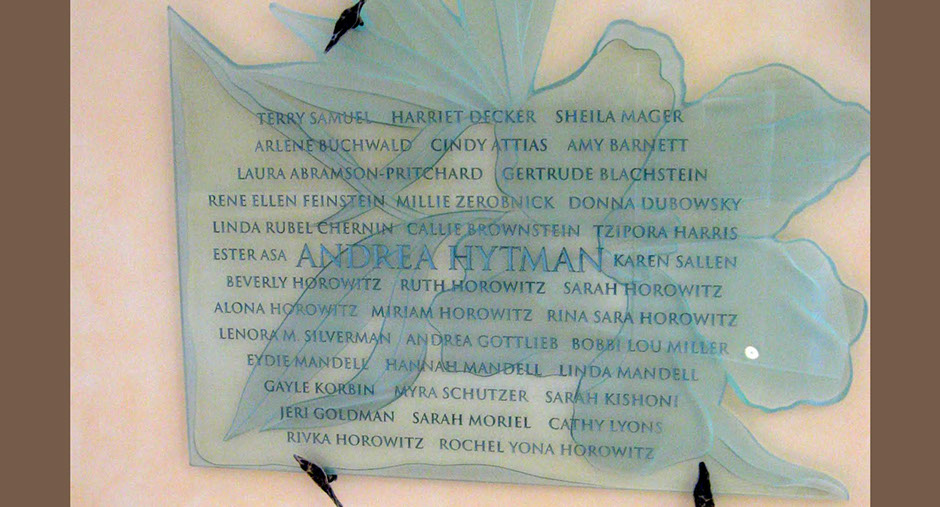 TERRY SAMUEL HARRIET DECKER SHEILA MAGER
ARLENE BUCHWALD CINDY ATTIAS AMY BARNETT
LAURA ABRAMSON-PRITCHARD GERTRUDE BLACHSTEIN
RENE ELLEN FEINSTEIN MILLIE ZEROBNICK DONNA DUBOWSKY
LINDA RUBEL CHERNIN CALLIE BROWNSTEIN TZIPORA HARRIS
ESTER ASA ANDREA HYTMAN KAREN SALLEN
BEVERLY HOROWITZ RUTH HOROWITZ SARAH HOROWITZ
ALONA HOROWITZ MIRIAM HOROWITZ RINA SARA HOROWITZ
LENORA M. SILVERMAN ANDREA GOTTLIEB BOBBI LOU MILLER
EYDIE MANDELL HANNAH MANDELL LINDA MANDELL
GAYLE KORBIN MYRA SCHUTZER SARAH KISHONI
JERI GOLDMAN SARAH MORIEL CATHY LYONS
RIVKA HOROWITZ ROCHEL YONA HOROWITZ